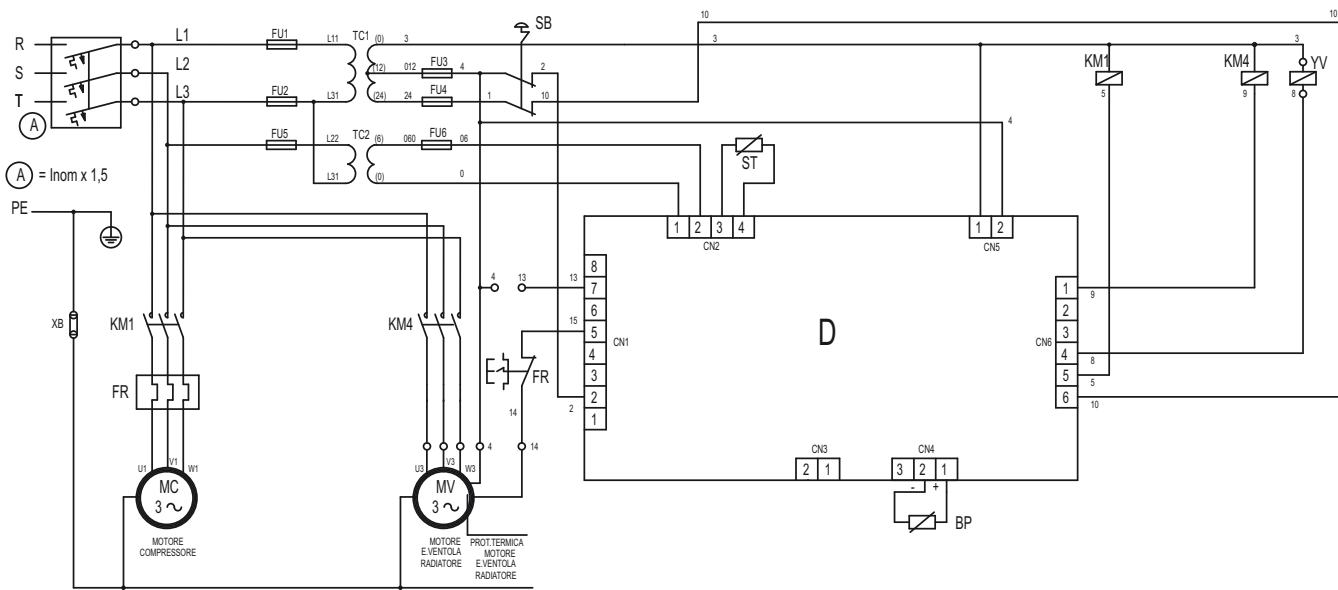 10
10
SB
R
L1
FU1
L11
TC1
(0)
3
3
3
KM1
KM4
YV
S
L2
(12)
012
FU3
4
2
T
L3
FU2
L31
(24)
24
FU4
1
10
5
9
8
A
4
FU5
L22
TC2
(6)
060
FU6
06
ST
L31
(0)
0
A = Inom x 1,5
PE
1 2 3 4
CN2
1 2
CN5
8
4
13
13
7
6
15
5
CN1
4
3
2
2
1
D
1
9
2
3
CN6
4
8
5
5
6
10
XB
KM1
KM4
FR
FR
14
4
14
CN3
2 1
CN4
3 2 1
-
+
BP
U1
V1
W1
MC
3 ~
U3
V3
W3
MV
3 ~
MOTORE
COMPRESSORE
MOTORE
E.VENTOLA
RADIATORE
PROT.TERMICA
MOTORE
E.VENTOLA
RADIATORE